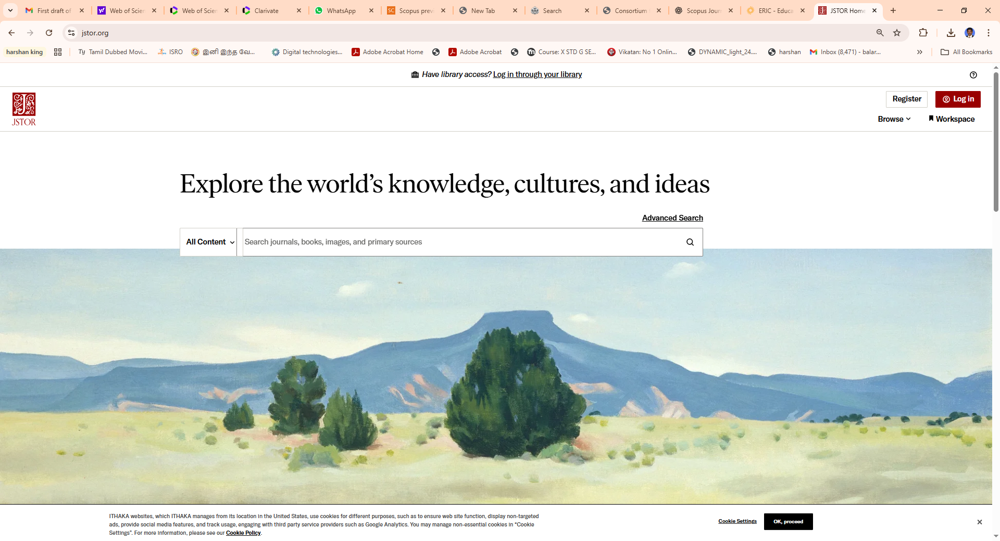 First draft of
Web of Scien
Web of Scien
Clarivate
WhatsApp
Scopus previ
New Tab
Search
Consortium
Scopus Jour
ERIC - Educa
JSTOR Home
jstor.org
harshan king
Tamil Dubbed Movi...
ISRO
இனி இந்த வே...
Digital technologies...
Adobe Acrobat Home
Adobe Acrobat
Course: X STD G SE...
Vikatan: No 1 Onlin...
DYNAMIC_light_24....
harshan
Inbox (8,471) - balar...
All Bookmarks
Have library access? Log in through your library
JSTOR
Register
Log in
Browse
Workspace
Explore the world’s knowledge, cultures, and ideas
Advanced Search
All Content
Search journals, books, images, and primary sources
ITHAKA websites, which ITHAKA manages from its location in the United States, use cookies for different purposes, such as to ensure web site function, display non-targeted
ads, provide social media features, and track usage, engaging with third party service providers such as Google Analytics. You may manage non-essential cookies in “Cookie
Settings”. For more information, please see our Cookie Policy.
Cookie Settings
OK, proceed